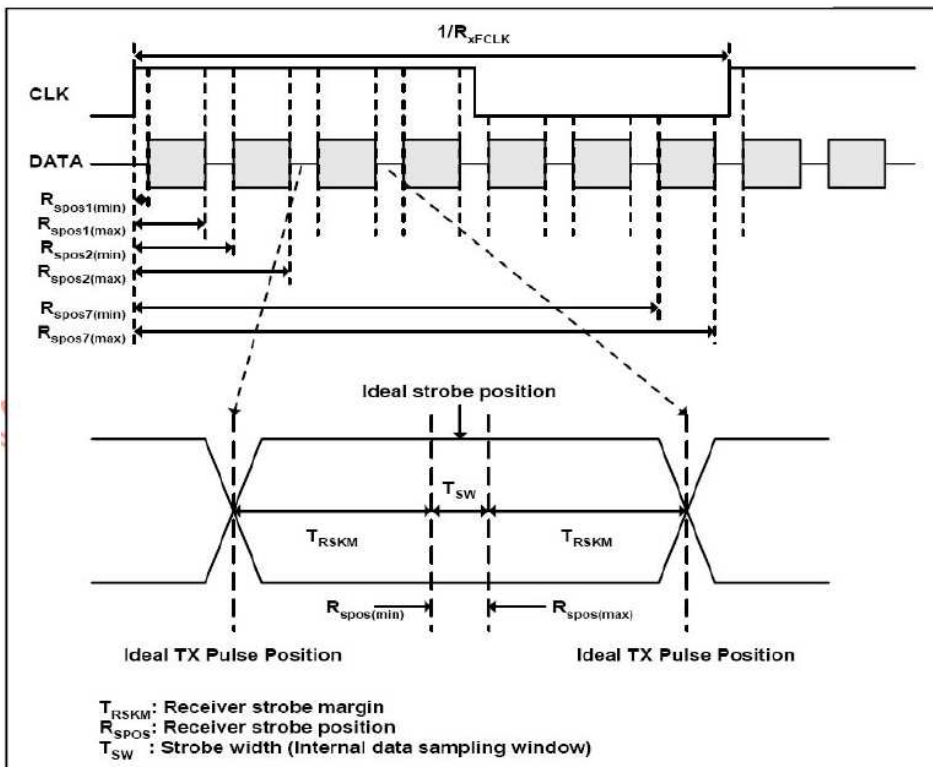 1/RxFCLK
CLK
DATA
Rspos1(min)
Rspos1(max)
Rspos2(min)
Rspos2(max)
Rspos7(min)
Rspos7(max)
Ideal strobe position
TSW
TRSKM TRSKM
Rspos(min) Rspos(max)
Ideal TX Pulse Position Ideal TX Pulse Position
TRSKM: Receiver strobe margin
RSPOS: Receiver strobe position
TSW : Strobe width (Internal data sampling window)